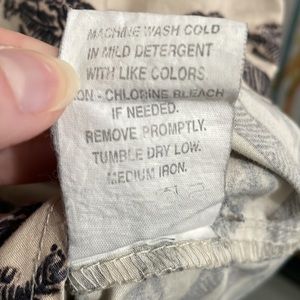 MACHINE WASH COLD
IN MILD DETERGENT
WITH LIKE COLORS.
ON - CHLORINE BLEACH
IF NEEDED.
REMOVE PROMPTLY.
TUMBLE DRY LOW.
MEDIUM IRON.